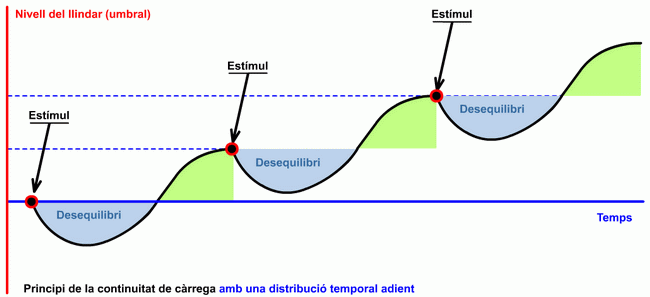 Nivell del llindar (umbral)
Estímul
Estímul
Estímul
Desequilibri
Desequilibri
Desequilibri
Temps
Principi de la continuitat de càrrega amb una distribució temporal adient